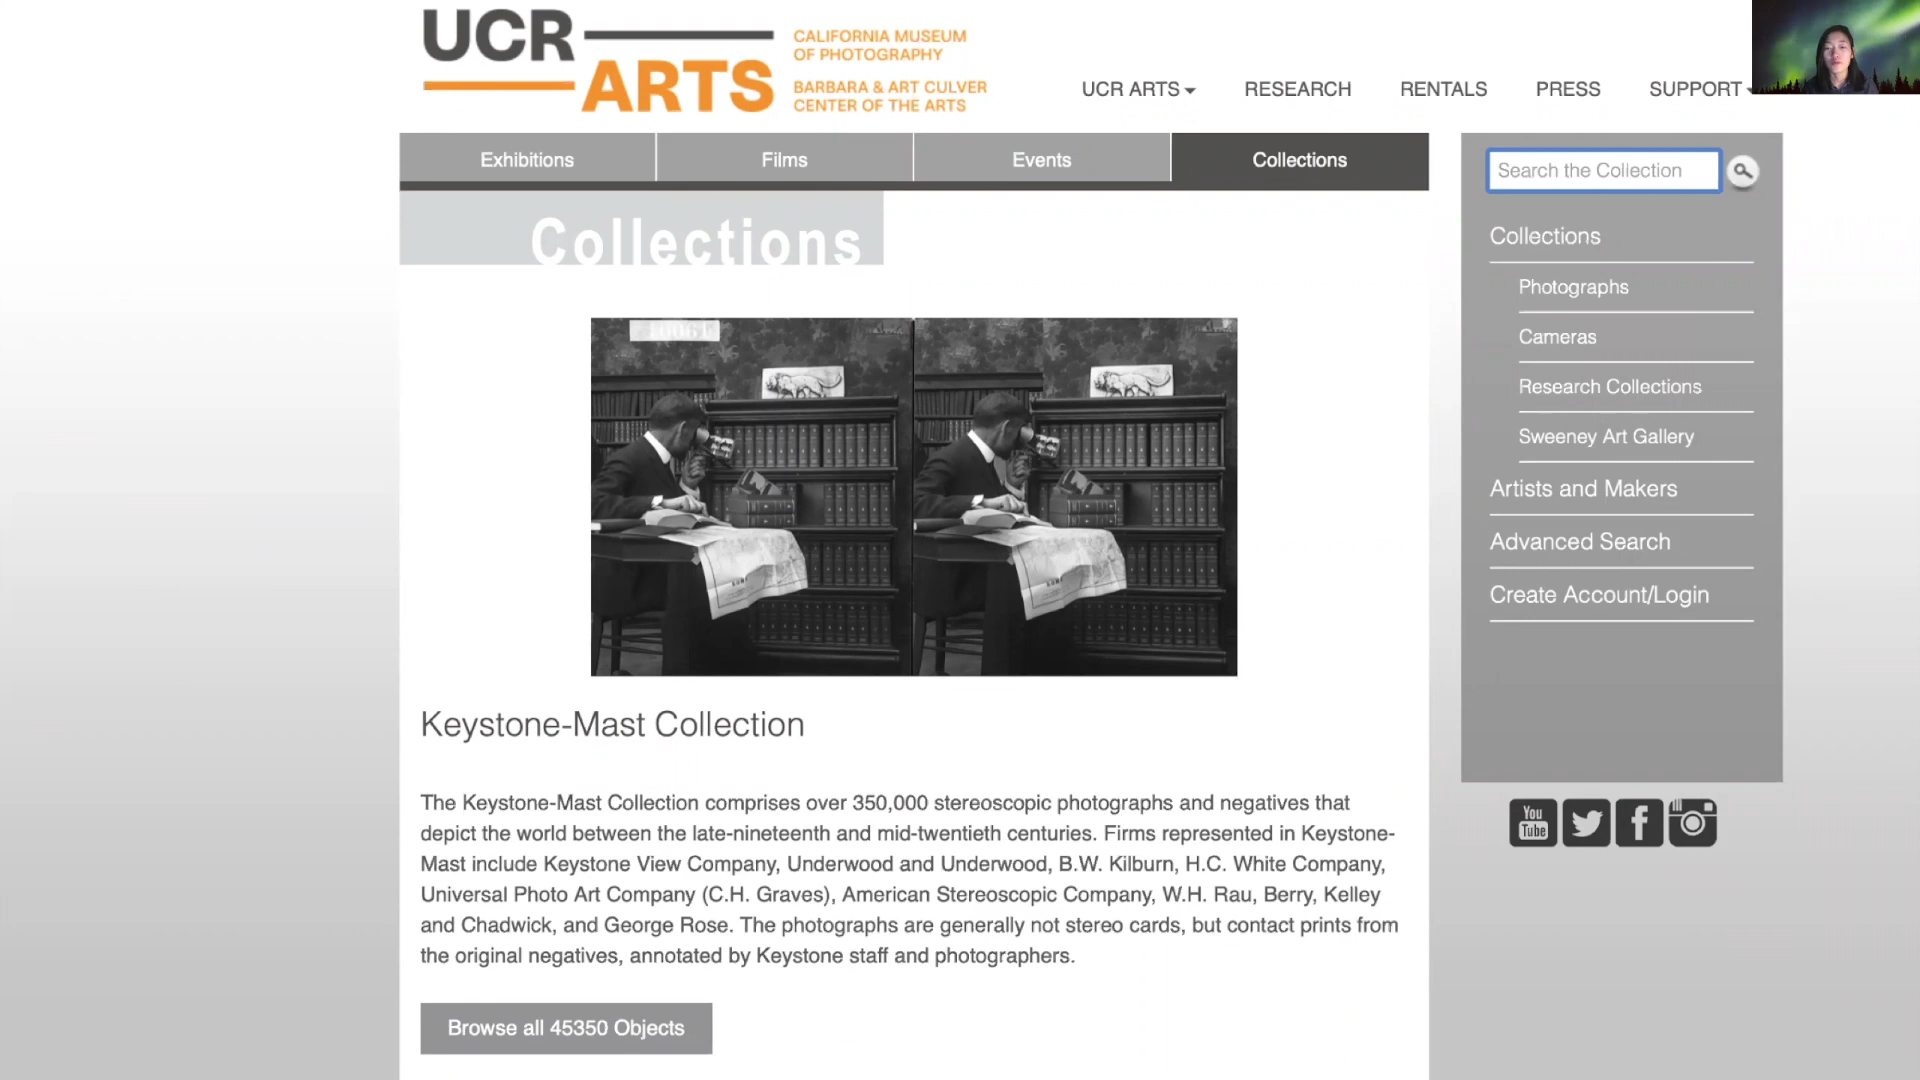 UCR
ARTS
CALIFORNIA MUSEUM
OF PHOTOGRAPHY
BARBARA & ART CULVER
CENTER OF THE ARTS
UCR ARTS
RESEARCH
RENTALS
PRESS
SUPPORT
Exhibitions
Films
Events
Collections
Search the Collection
Collections
Collections
Photographs
Cameras
Research Collections
Sweeney Art Gallery
Artists and Makers
Advanced Search
Create Account/Login
You
Tube
Keystone-Mast Collection
The Keystone-Mast Collection comprises over 350,000 stereoscopic photographs and negatives that
depict the world between the late-nineteenth and mid-twentieth centuries. Firms represented in Keystone-
Mast include Keystone View Company, Underwood and Underwood, B.W. Kilburn, H.C. White Company,
Universal Photo Art Company (C.H. Graves), American Stereoscopic Company, W.H. Rau, Berry, Kelley
and Chadwick, and George Rose. The photographs are generally not stereo cards, but contact prints from
the original negatives, annotated by Keystone staff and photographers.
Browse all 45350 Objects